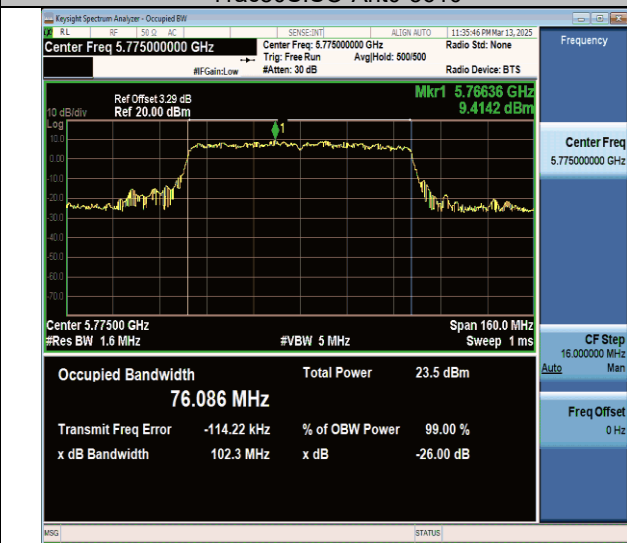 Keysight Spectrum Analyzer - Occupied BW
RL RF 50 Ω AC SENSE:INT ALIGN AUTO 11:35:46 PM Mar 13, 2025
Center Freq 5.775000000 GHz
Center Freq: 5.775000000 GHz
Radio Std: None
Trig: Free Run Avg|Hold: 500/500
#IFGain:Low
#Atten: 30 dB
Radio Device: BTS
Frequency
Mkr1 5.76636 GHz
9.4142 dBm
Ref Offset 3.29 dB
10 dB/div Ref 20.00 dBm
Log
1
10.0
0.00
-10.0
-20.0
-30.0
-40.0
-50.0
-60.0
-70.0
Center 5.77500 GHz Span 160.0 MHz
#Res BW 1.6 MHz #VBW 5 MHz Sweep 1 ms
Center Freq
5.775000000 GHz
CF Step
16.000000 MHz
Auto Man
Freq Offset
0 Hz
Occupied Bandwidth Total Power 23.5 dBm
76.086 MHz
Transmit Freq Error -114.22 kHz % of OBW Power 99.00 %
x dB Bandwidth 102.3 MHz x dB -26.00 dB
MSG STATUS